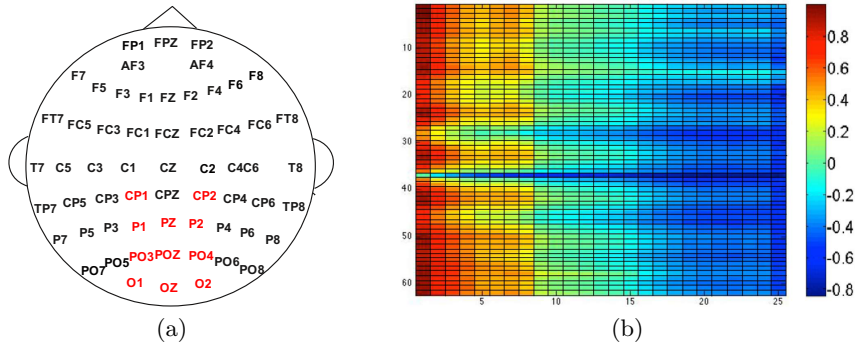 FP1 FPZ FP2
AF3 AF4
F7 F5 F3 F1 FZ F2 F4 F6 F8
FT7 FC5 FC3 FC1 FCZ FC2 FC4 FC6 FT8
T7 C5 C3 C1 CZ C2 C4C6 T8
TP7 CP5 CP3 CP1 CPZ CP2 CP4 CP6 TP8
P7 P5 P3 P1 PZ P2 P4 P6 P8
PO7 PO5 PO3 POZ PO4 PO6 PO8
O1 OZ O2
(a)
10
20
30
40
50
60
5 10 15 20 25
0.8
0.6
0.4
0.2
0
-0.2
-0.4
-0.6
-0.8
(b)